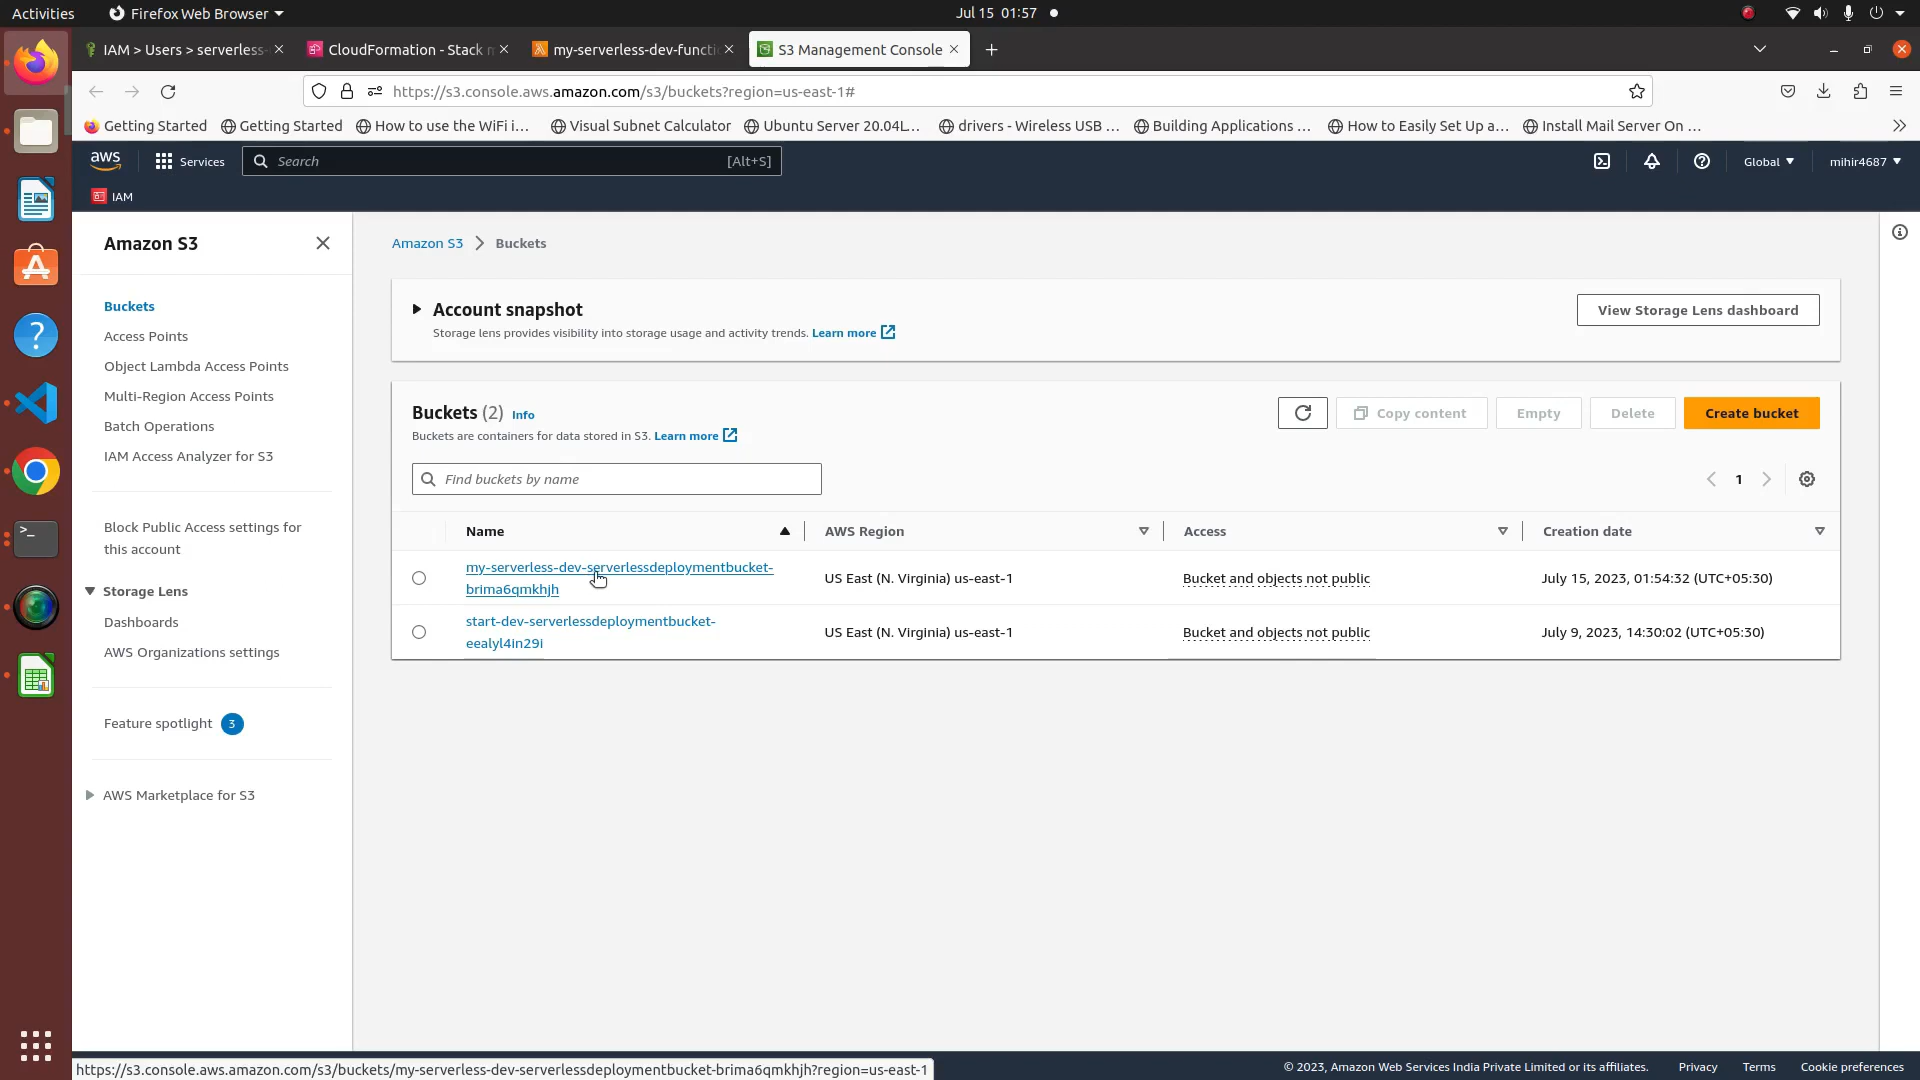 Activities
Firefox Web Browser
Jul 15 01:57
IAM > Users > serverless-
CloudFormation - Stack m
my-serverless-dev-functi
S3 Management Console
https://s3.console.aws.amazon.com/s3/buckets?region=us-east-1#
Getting Started
Getting Started
How to use the WiFi i...
Visual Subnet Calculator
Ubuntu Server 20.04L...
drivers - Wireless USB ...
Building Applications ...
How to Easily Set Up a...
Install Mail Server On ...
aws
Services
Search
[Alt+S]
Global
mihir4687
IAM
Amazon S3
Buckets
Access Points
Object Lambda Access Points
Multi-Region Access Points
Batch Operations
IAM Access Analyzer for S3
Block Public Access settings for
this account
Storage Lens
Dashboards
AWS Organizations settings
Feature spotlight 3
AWS Marketplace for S3
Amazon S3 > Buckets
Account snapshot
Storage lens provides visibility into storage usage and activity trends. Learn more
View Storage Lens dashboard
Buckets (2) Info
Buckets are containers for data stored in S3. Learn more
Copy content
Empty
Delete
Create bucket
Find buckets by name
1
Name
AWS Region
Access
Creation date
my-serverless-dev-serverlessdeploymentbucket-
brima6qmkhjh
US East (N. Virginia) us-east-1
Bucket and objects not public
July 15, 2023, 01:54:32 (UTC+05:30)
start-dev-serverlessdeploymentbucket-
eealyl4in29i
US East (N. Virginia) us-east-1
Bucket and objects not public
July 9, 2023, 14:30:02 (UTC+05:30)
https://s3.console.aws.amazon.com/s3/buckets/my-serverless-dev-serverlessdeploymentbucket-brima6qmkhjh?region=us-east-1
© 2023, Amazon Web Services India Private Limited or its affiliates.
Privacy
Terms
Cookie preferences